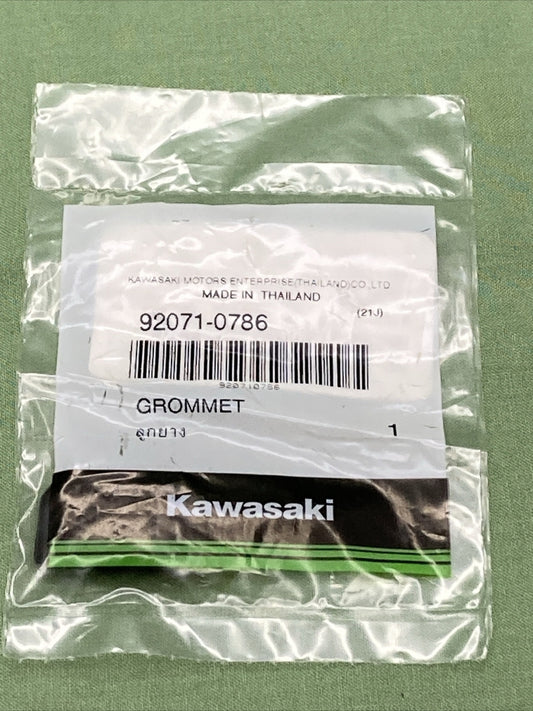 KAWASAKI MOTORS ENTERPRISE(THAILAND)CO.,LTD
MADE IN THAILAND
92071-0786 (21J)
920710786
GROMMET
ลูกยาง 1
Kawasaki